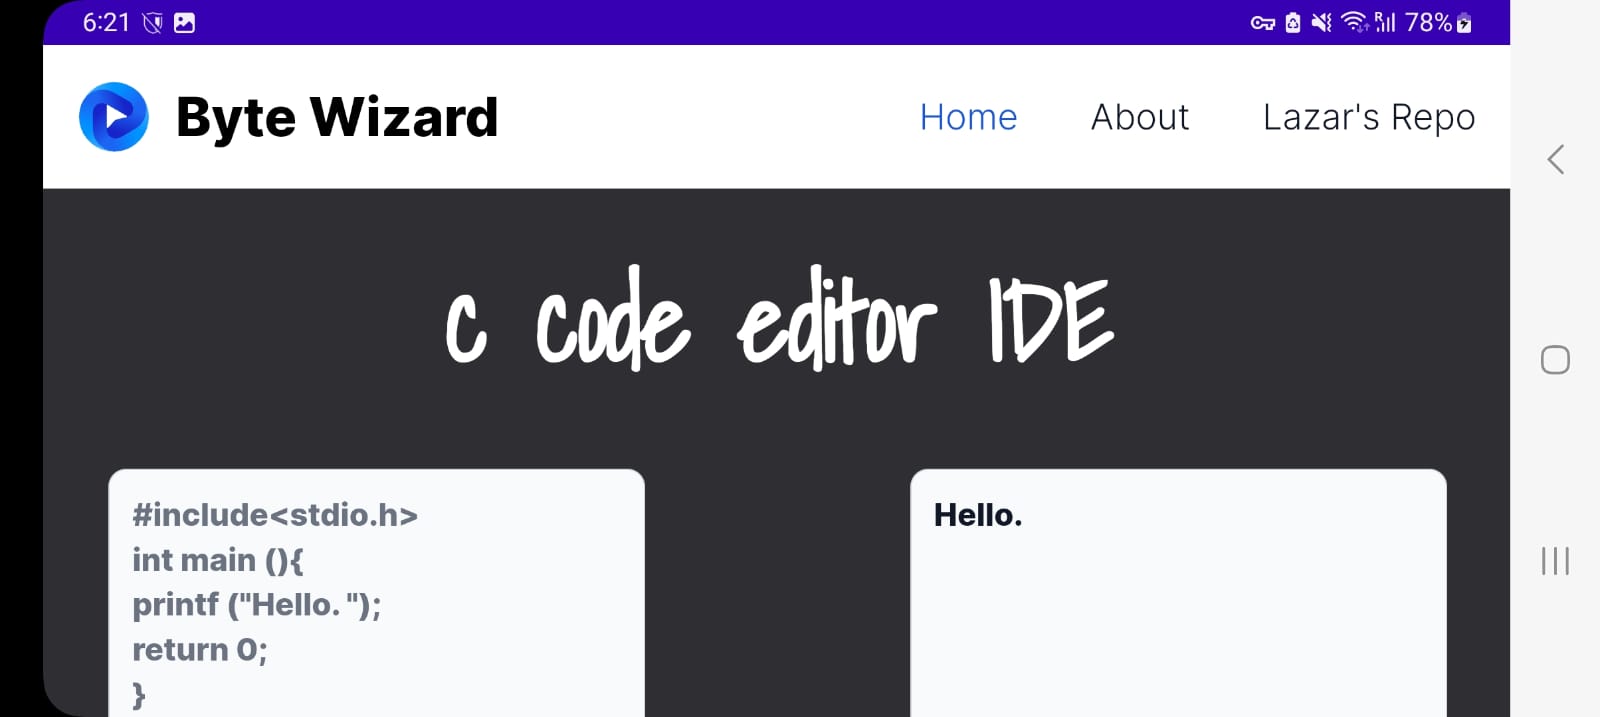 6:21 78%
Byte Wizard Home About Lazar's Repo
c code editor IDE
#include<stdio.h>
int main (){
printf ("Hello. ");
return 0;
}
Hello.